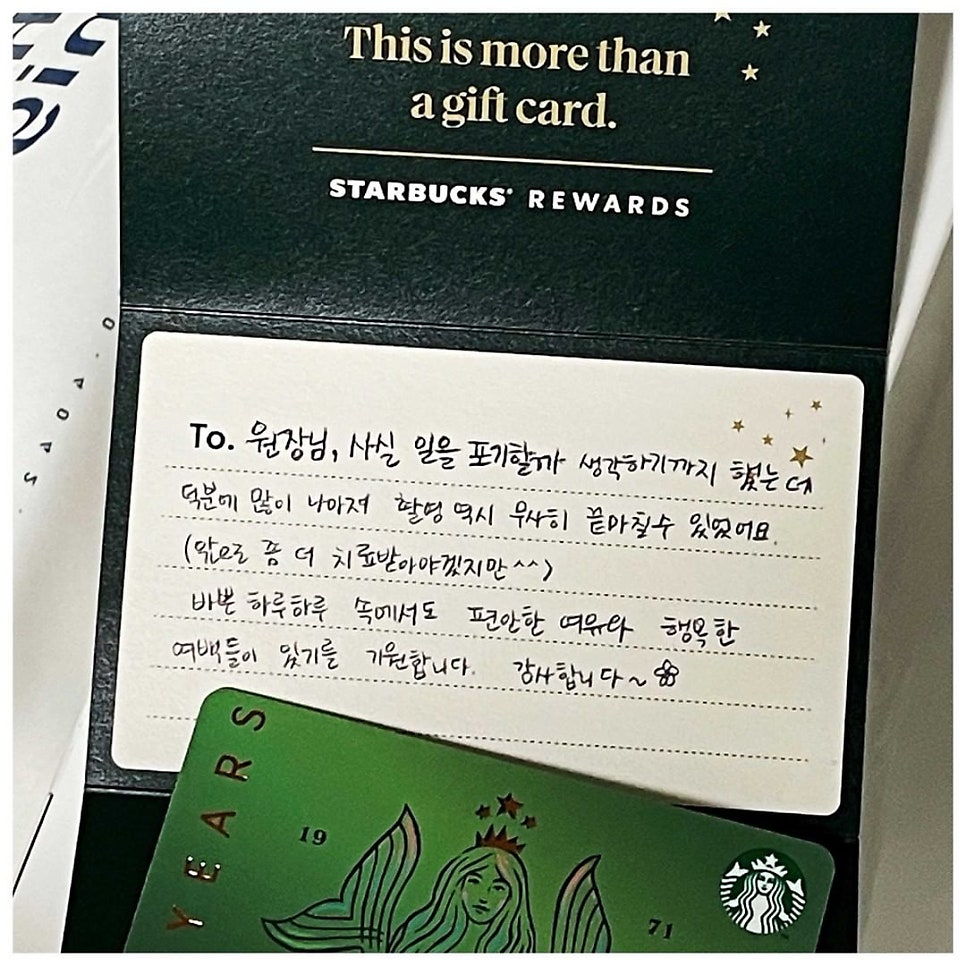 This is more than
a gift card.
STARBUCKS® REWARDS
To. 원장님, 사실 일을 포기할까 생각하기까지 했는데
덕분에 많이 나아져 촬영 역시 무사히 끝마칠수 있었어요.
(앞으로 좀 더 치료받아야겠지만^^)
바쁜 하루하루 속에서도 편안한 여유와 행복한
여백들이 있기를 기원합니다. 감사합니다~
YEARS
19
71